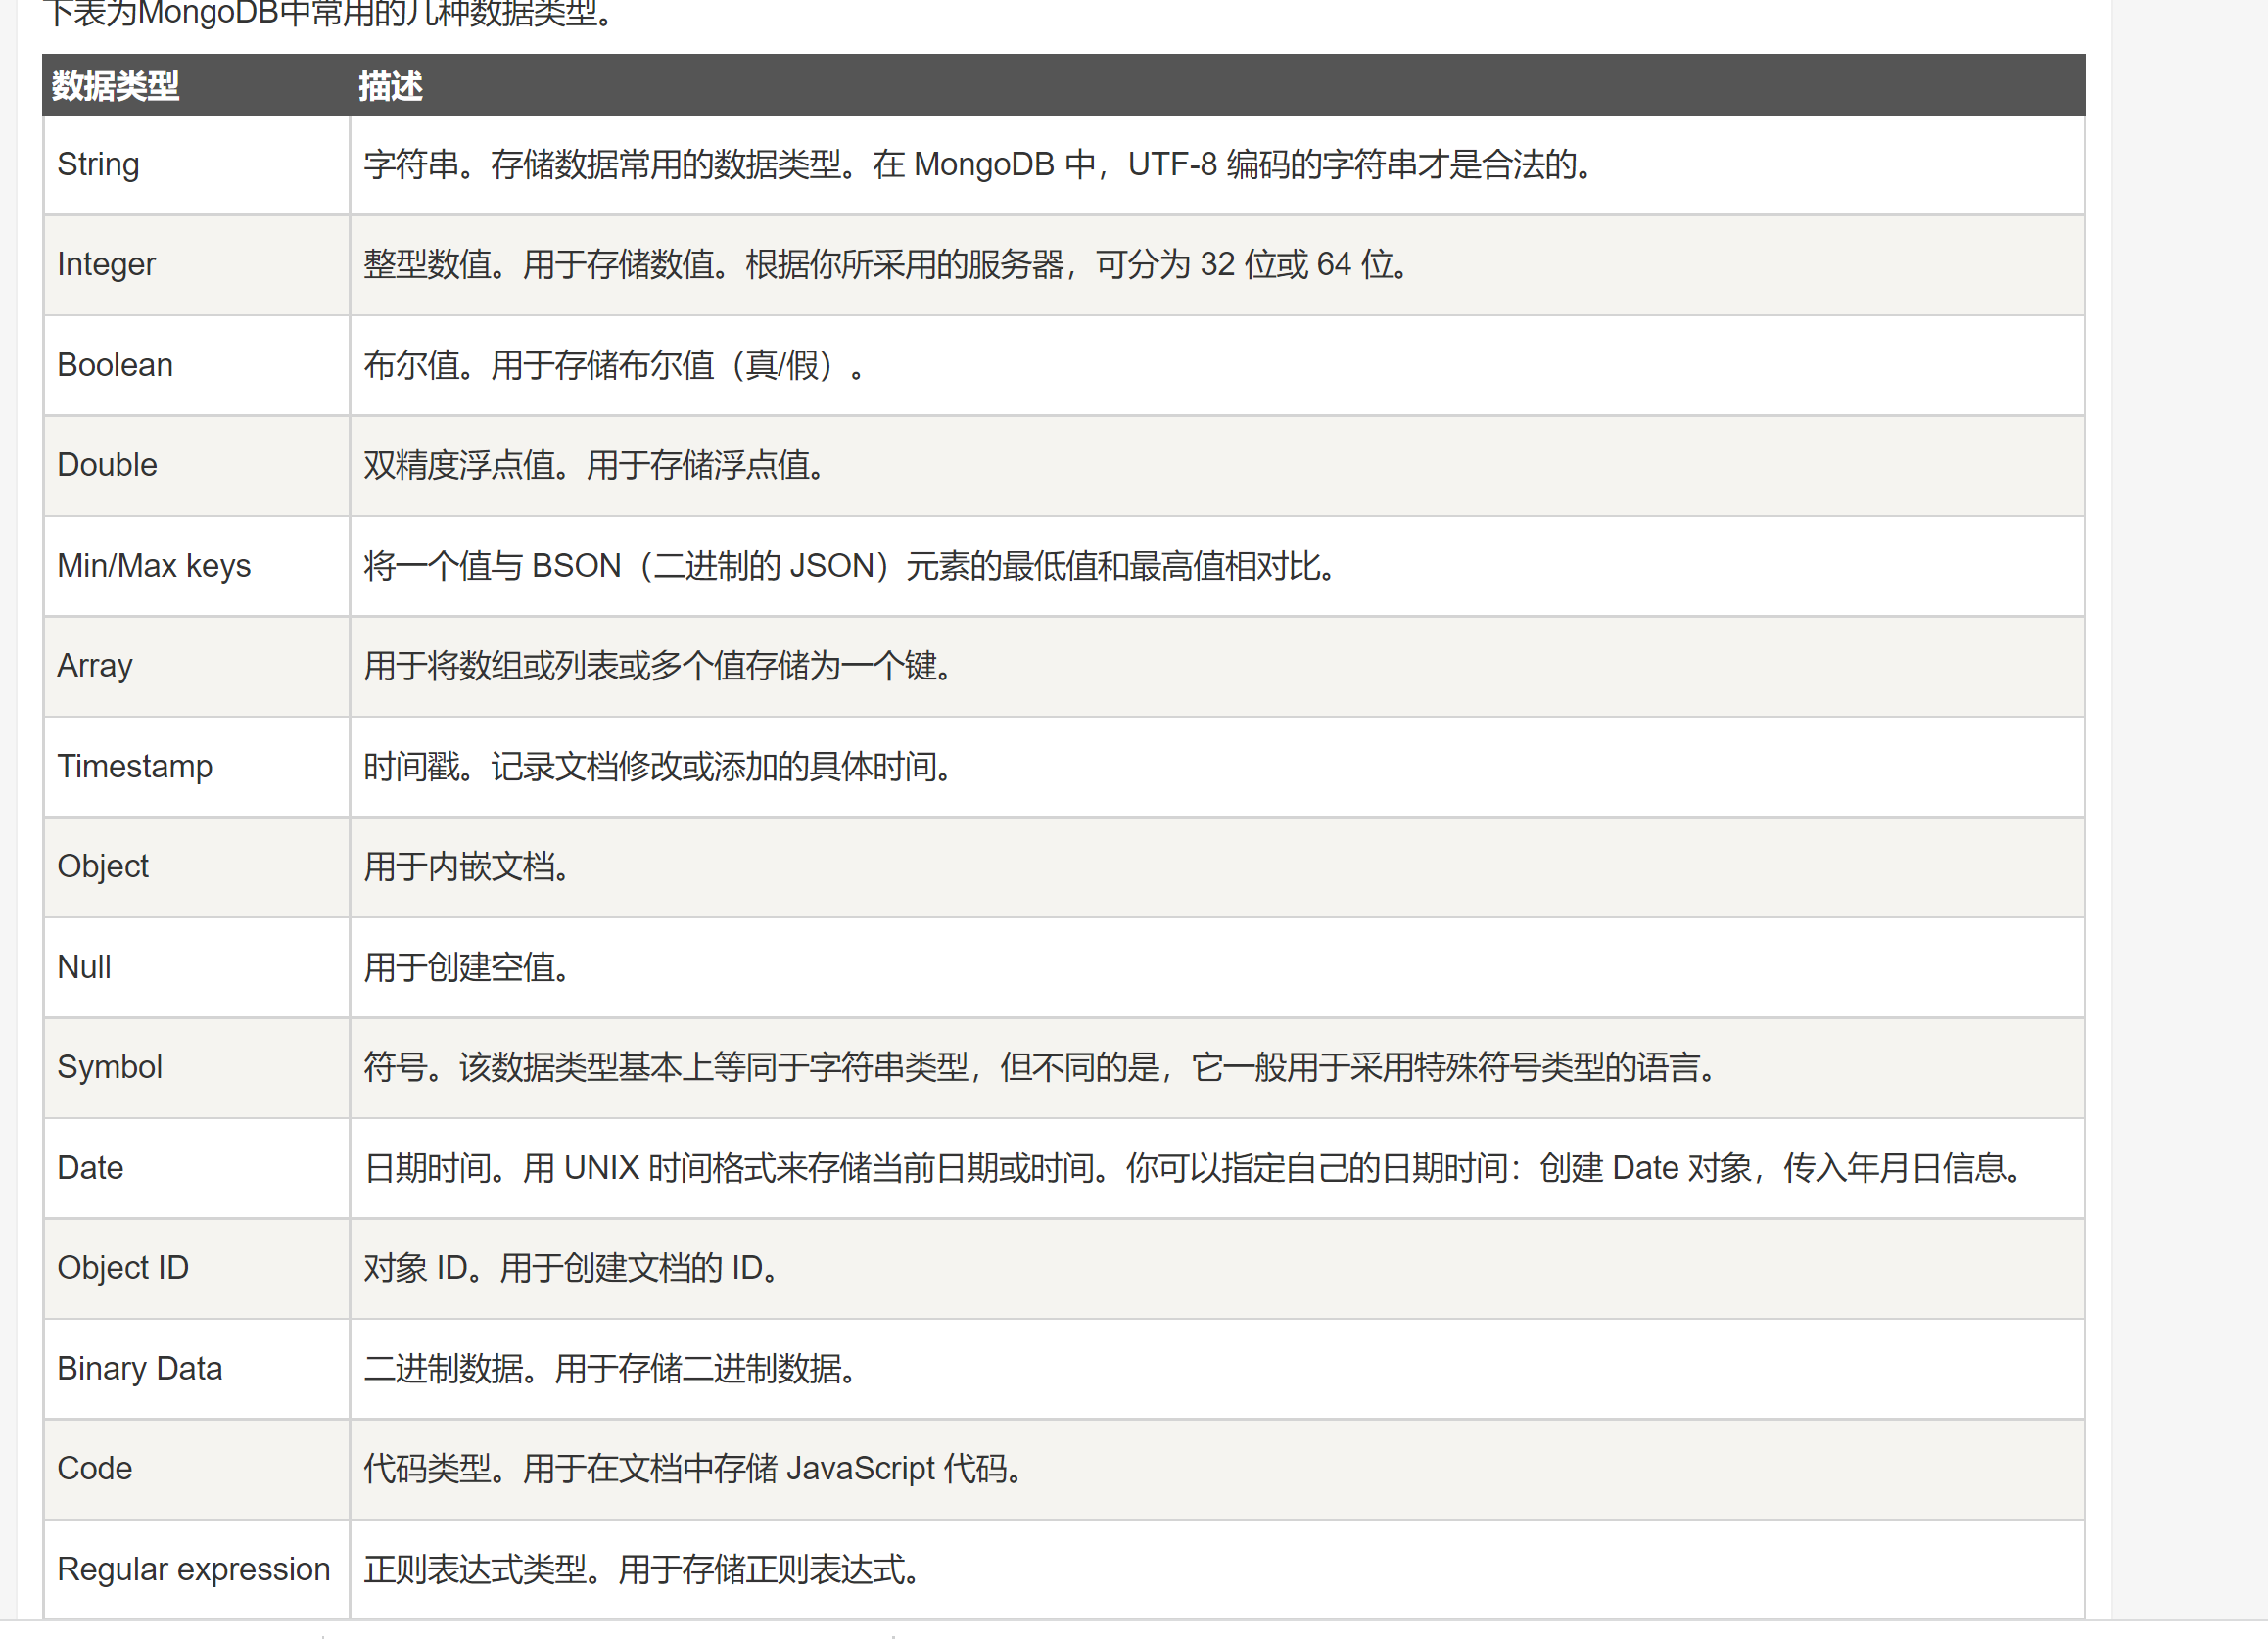 下表为MongoDB中常用的几种数据类型。
数据类型 描述
String 字符串。存储数据常用的数据类型。在 MongoDB 中，UTF-8 编码的字符串才是合法的。
Integer 整型数值。用于存储数值。根据你所采用的服务器，可分为 32 位或 64 位。
Boolean 布尔值。用于存储布尔值（真/假）。
Double 双精度浮点值。用于存储浮点值。
Min/Max keys 将一个值与 BSON（二进制的 JSON）元素的最低值和最高值相对比。
Array 用于将数组或列表或多个值存储为一个键。
Timestamp 时间戳。记录文档修改或添加的具体时间。
Object 用于内嵌文档。
Null 用于创建空值。
Symbol 符号。该数据类型基本上等同于字符串类型，但不同的是，它一般用于采用特殊符号类型的语言。
Date 日期时间。用 UNIX 时间格式来存储当前日期或时间。你可以指定自己的日期时间：创建 Date 对象，传入年月日信息。
Object ID 对象 ID。用于创建文档的 ID。
Binary Data 二进制数据。用于存储二进制数据。
Code 代码类型。用于在文档中存储 JavaScript 代码。
Regular expression 正则表达式类型。用于存储正则表达式。